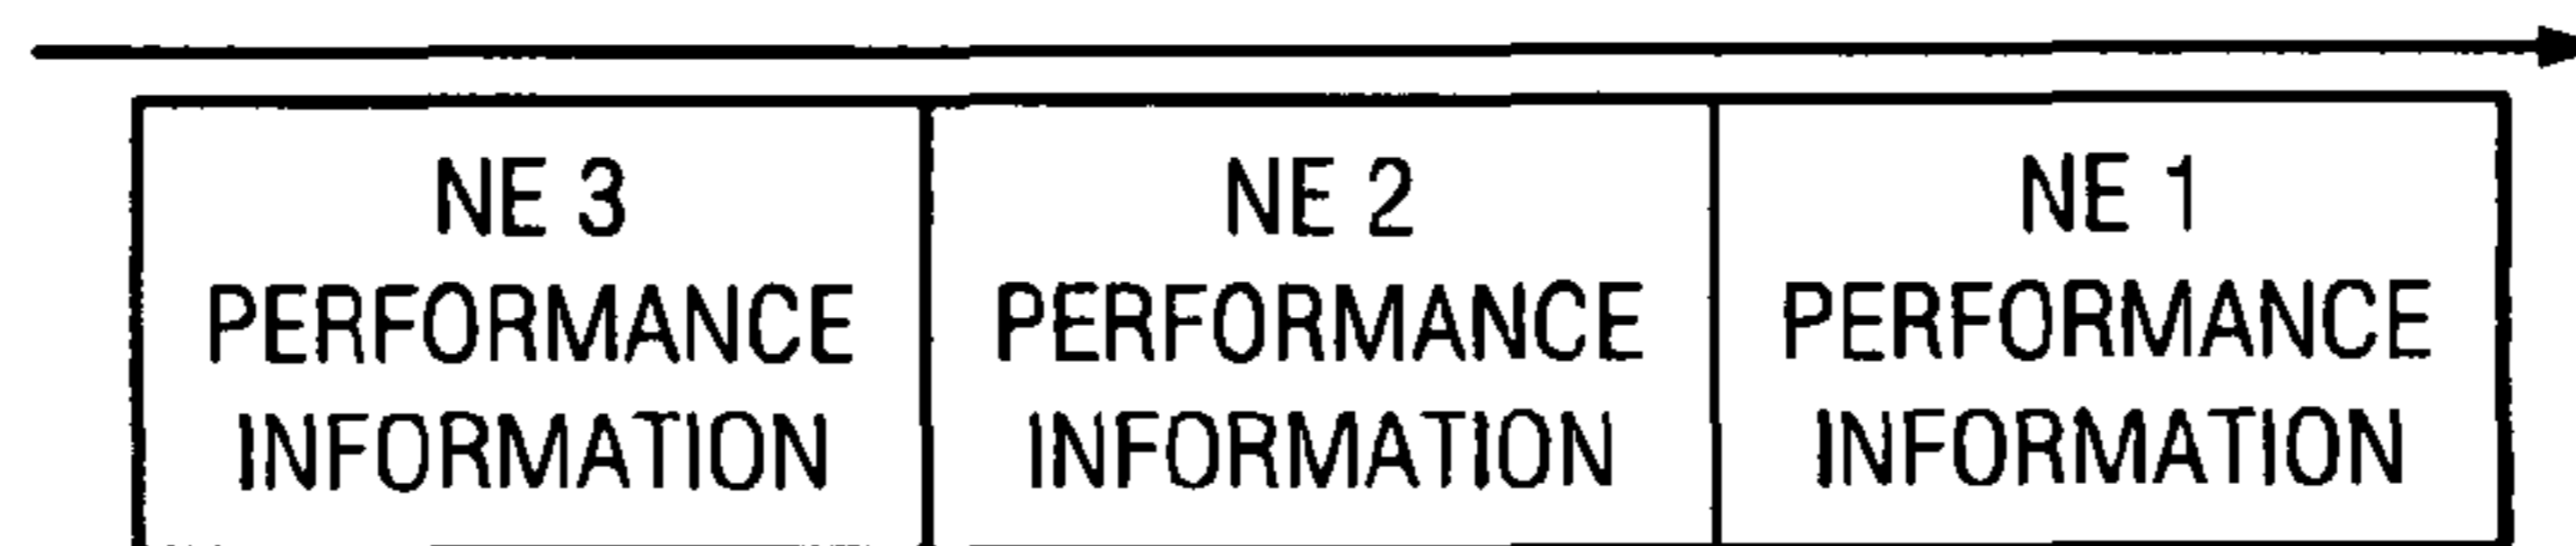 NE 3
PERFORMANCE
INFORMATION
NE 2
PERFORMANCE
INFORMATION
NE 1
PERFORMANCE
INFORMATION